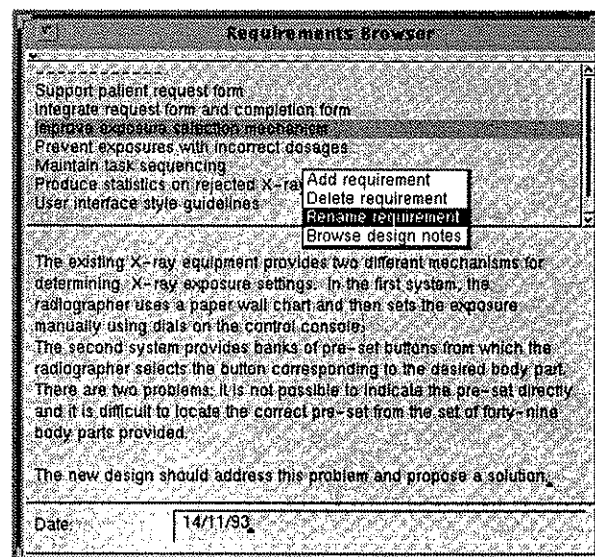 Requirements Browser
Support patient request form
Integrate request form and completion form
Improve exposure selection mechanism
Prevent exposures with incorrect dosages
Maintain task sequencing
Produce statistics on rejected X-ray
User interface style guidelines
Add requirement
Delete requirement
Rename requirement
Browse design notes
The existing X-ray equipment provides two different mechanisms for
determining X-ray exposure settings. In the first system, the
radiographer uses a paper wall chart and then sets the exposure
manually using dials on the control console.
The second system provides banks of pre-set buttons from which the
radiographer selects the button corresponding to the desired body part.
There are two problems: it is not possible to indicate the pre-set directly
and it is difficult to locate the correct pre-set from the set of forty-nine
body parts provided.
The new design should address this problem and propose a solution.
Date: 14/11/93